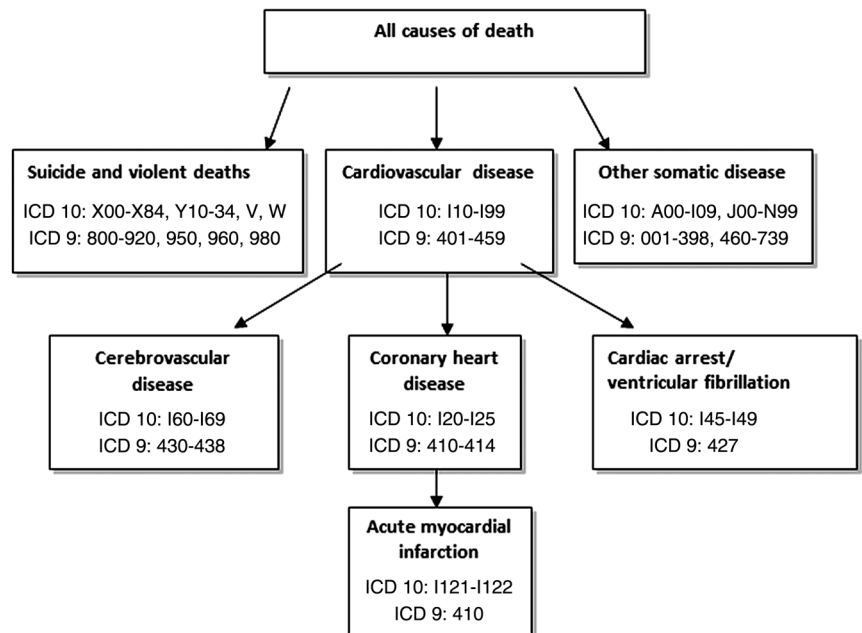 All causes of death
Suicide and violent deaths
ICD 10: X00-X84, Y10-34, V, W
ICD 9: 800-920, 950, 960, 980
Cardiovascular disease
ICD 10: I10-I99
ICD 9: 401-459
Other somatic disease
ICD 10: A00-I09, J00-N99
ICD 9: 001-398, 460-739
Cerebrovascular
disease
ICD 10: I60-I69
ICD 9: 430-438
Coronary heart
disease
ICD 10: I20-I25
ICD 9: 410-414
Cardiac arrest/
ventricular fibrillation
ICD 10: I45-I49
ICD 9: 427
Acute myocardial
infarction
ICD 10: I121-I122
ICD 9: 410